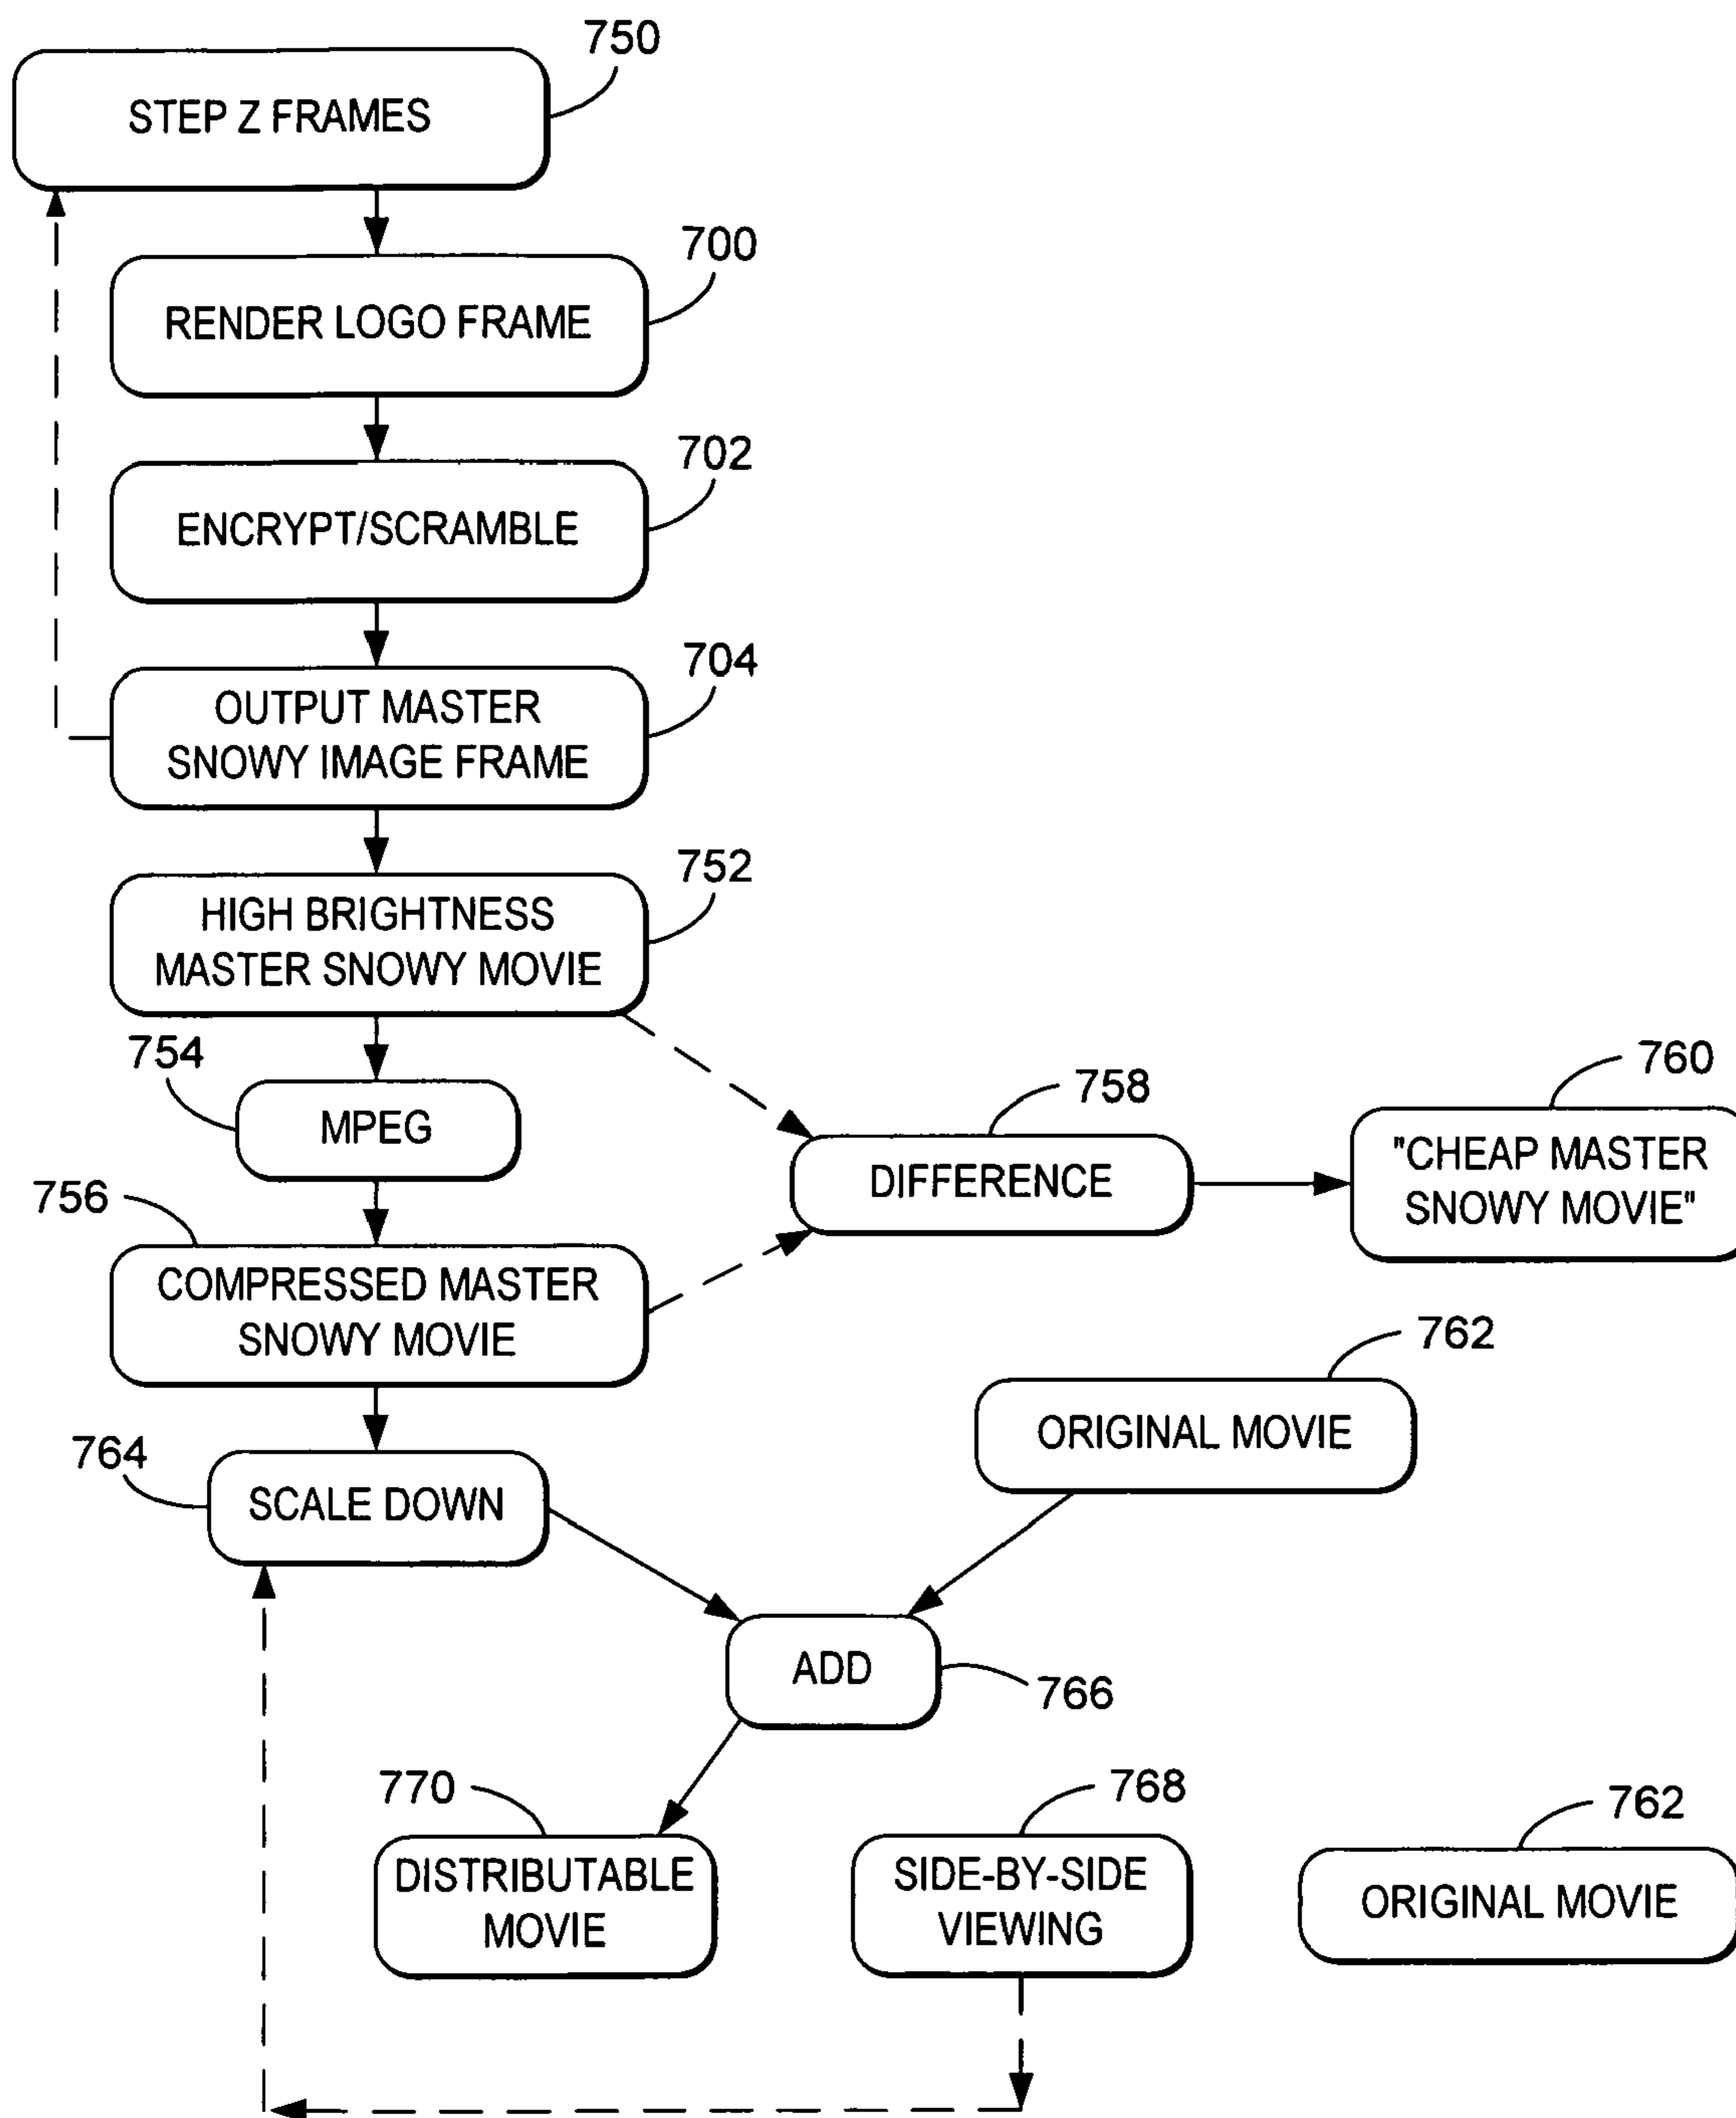 750
STEP Z FRAMES
700
RENDER LOGO FRAME
702
ENCRYPT/SCRAMBLE
704
OUTPUT MASTER
SNOWY IMAGE FRAME
752
HIGH BRIGHTNESS
MASTER SNOWY MOVIE
754
MPEG
758
DIFFERENCE
760
"CHEAP MASTER
SNOWY MOVIE"
756
COMPRESSED MASTER
SNOWY MOVIE
762
ORIGINAL MOVIE
764
SCALE DOWN
ADD
766
770
DISTRIBUTABLE
MOVIE
768
SIDE-BY-SIDE
VIEWING
762
ORIGINAL MOVIE